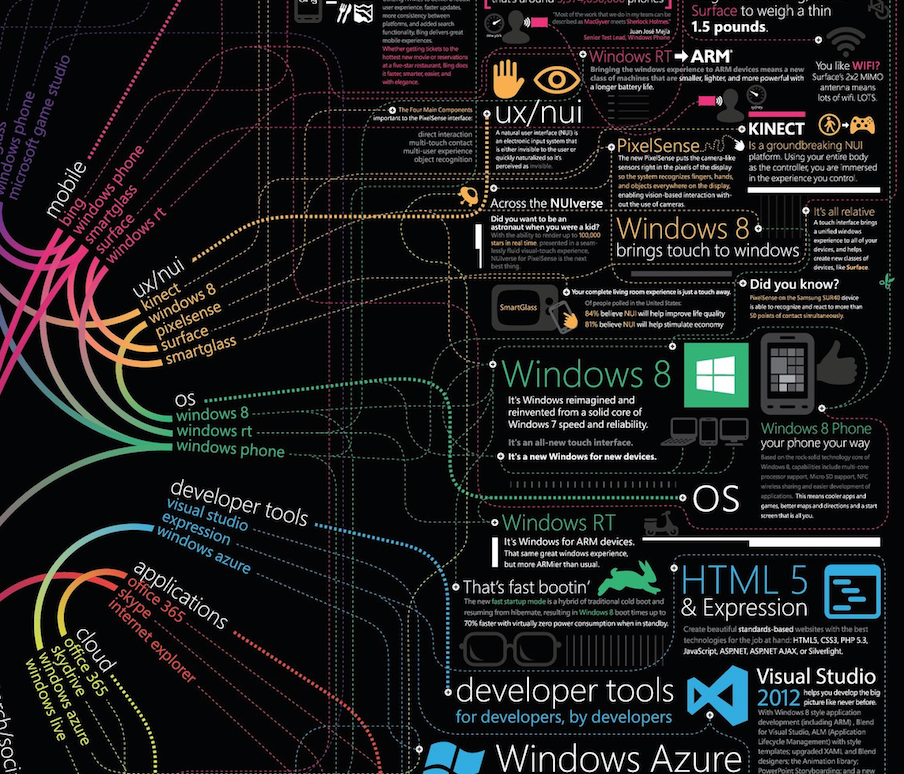 bing
user experience, faster updates,
more consistency between
platforms, and added search
functionality. Bing delivers great
mobile experiences.
Whether getting tickets to the
hottest new movie or reservations
at a five-star restaurant, Bing does
it faster, smarter, easier, and
with elegance.
"Most of the work that we do in my team can be
described as MacGyver meets Sherlock Holmes."
Juan José Mejía
Senior Test Lead, Windows Phone
new york
Surface to weigh a thin
1.5 pounds.
Windows RT ARM
Bringing the windows experience to ARM devices means a new
class of machines that are smaller, lighter, and more powerful with
a longer battery life.
sydney
You like WIFI?
Surface's 2x2 MIMO
antenna means
lots of wifi. LOTS.
ux/nui
A natural user interface (NUI) is
an electronic input system that
is either invisible to the user or
quickly naturalized so it's
perceived as invisible.
The Four Main Components
important to the PixelSense interface:
direct interaction
multi-touch contact
multi-user experience
object recognition
PixelSense
The new PixelSense puts the camera-like
sensors right in the pixels of the display
so the system recognizes fingers, hands,
and objects everywhere on the display,
enabling vision-based interaction with-
out the use of cameras.
KINECT
Is a groundbreaking NUI
platform. Using your entire body
as the controller, you are immersed
in the experience you control.
Across the NUIverse
Did you want to be an
astronaut when you were a kid?
With the ability to render up to 100,000
stars in real time, presented in a seam-
lessly fluid visual-touch experience,
NUIverse for PixelSense is the next
best thing.
Windows 8
brings touch to windows
It's all relative
A touch interface brings
a unified windows
experience to all of your
devices, and helps
create new classes of
devices, like Surface.
SmartGlass
Your complete living room experience is just a touch away.
Of people polled in the United States:
84% believe NUI will help improve life quality
81% believe NUI will help stimulate economy
Did you know?
PixelSense on the Samsung SUR40 device
is able to recognize and react to more than
50 points of contact simultaneously.
Windows 8
It's Windows reimagined and
reinvented from a solid core of
Windows 7 speed and reliability.
It's an all-new touch interface.
It's a new Windows for new devices.
Windows 8 Phone
your phone your way
Based on the rock-solid technology core of
Windows 8, capabilities include multi-core
processor support, Micro SD support, NFC
wireless sharing and easier development of
applications. This means cooler apps and
games, better maps and directions and a start
screen that is all you.
OS
Windows RT
It's Windows for ARM devices.
That same great windows experience,
but more ARMier than usual.
That's fast bootin'
The new fast startup mode is a hybrid of traditional cold boot and
resuming from hibernate, resulting in Windows 8 boot times up to
70% faster with virtually zero power consumption when in standby.
HTML 5
& Expression
Create beautiful standards-based websites with the best
technologies for the job at hand: HTML5, CSS3, PHP 5.3,
JavaScript, ASP.NET, ASP.NET AJAX, or Silverlight.
developer tools
for developers, by developers
Visual Studio
2012 helps you develop the big
picture like never before.
With Windows 8 style application
development (including ARM), Blend
for Visual Studio, ALM (Application
Lifecycle Management) with style
templates; upgraded XAML and Blend
designers; the Animation library;
PowerPoint Storyboarding; and a new
Windows Azure
windows phone
microsoft game studio
mobile
bing
windows phone
smartglass
surface
windows rt
ux/nui
kinect
windows 8
pixelsense
surface
smartglass
os
windows 8
windows rt
windows phone
developer tools
visual studio
expression
windows azure
applications
office 365
skype
internet explorer
cloud
office 365
skydrive
windows azure
windows live